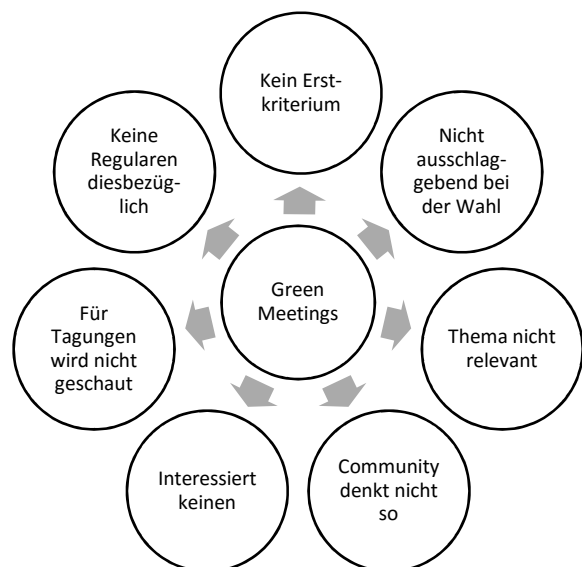 Kein Erst-
kriterium
Nicht
ausschlag-
gebend bei
der Wahl
Thema nicht
relevant
Community
denkt nicht
so
Interessiert
keinen
Für
Tagungen
wird nicht
geschaut
Keine
Regularen
diesbezüg-
lich
Green
Meetings